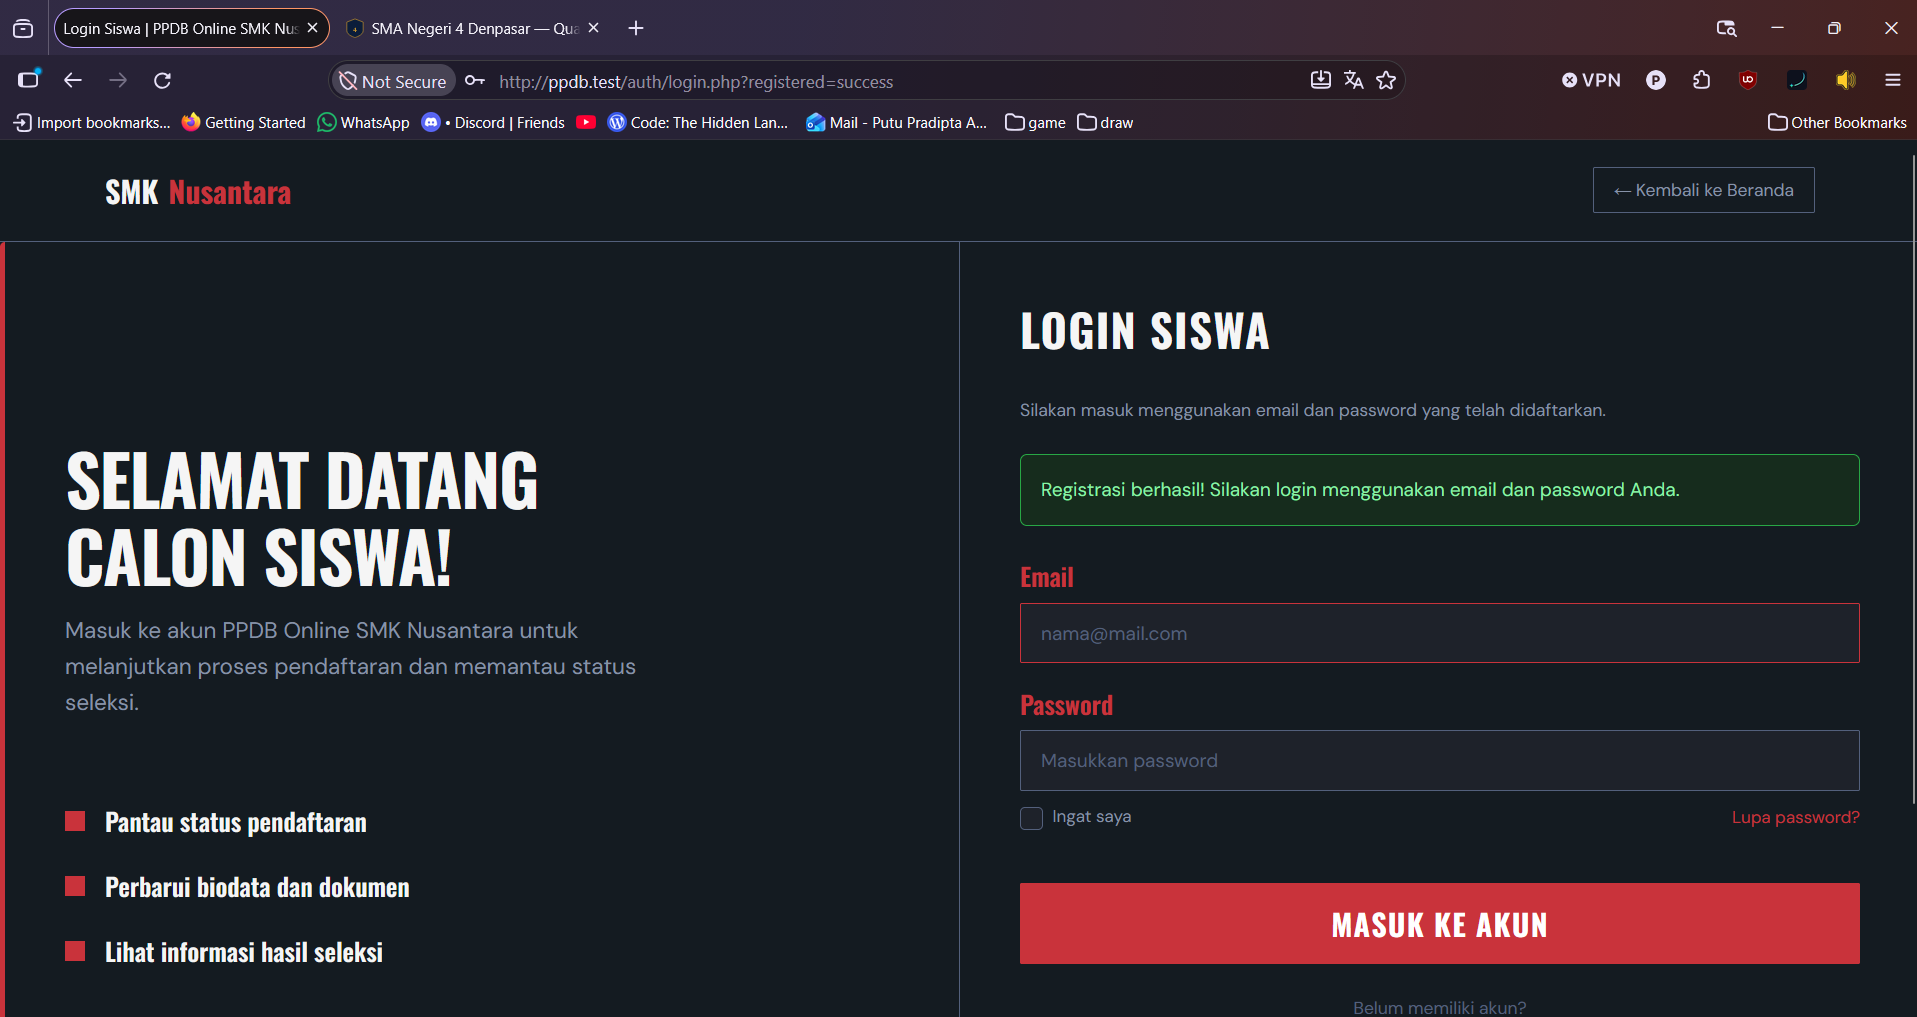 Login Siswa | PPDB Online SMK Nus
SMA Negeri 4 Denpasar — Qua
Not Secure
http://ppdb.test/auth/login.php?registered=success
VPN
P
Import bookmarks...
Getting Started
WhatsApp
• Discord | Friends
Code: The Hidden Lan...
Mail - Putu Pradipta A...
game
draw
Other Bookmarks
SMK Nusantara
← Kembali ke Beranda
SELAMAT DATANG
CALON SISWA!
Masuk ke akun PPDB Online SMK Nusantara untuk
melanjutkan proses pendaftaran dan memantau status
seleksi.
Pantau status pendaftaran
Perbarui biodata dan dokumen
Lihat informasi hasil seleksi
LOGIN SISWA
Silakan masuk menggunakan email dan password yang telah didaftarkan.
Registrasi berhasil! Silakan login menggunakan email dan password Anda.
Email
nama@mail.com
Password
Masukkan password
Ingat saya
Lupa password?
MASUK KE AKUN
Belum memiliki akun?